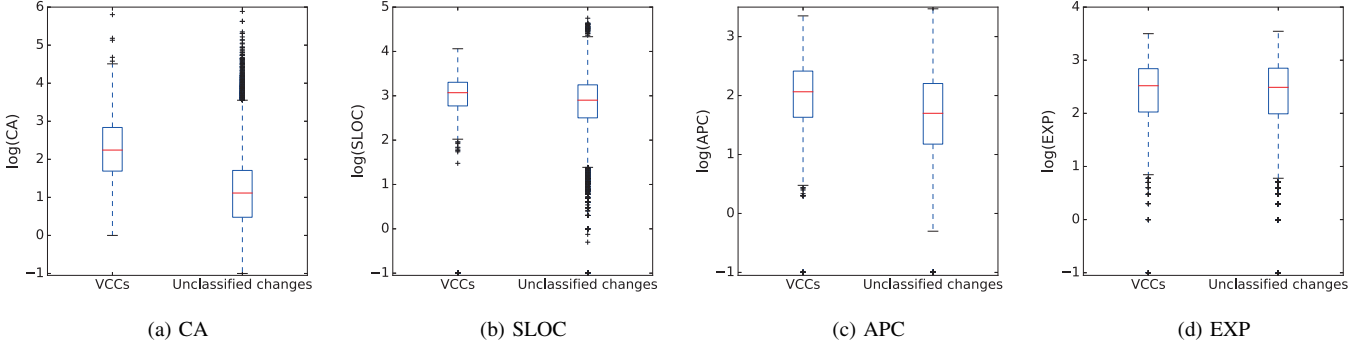 log(CA)
6
5
4
3
2
1
0
−1
VCCs Unclassified changes
(a) CA
log(SLOC)
5
4
3
2
1
0
−1
VCCs Unclassified changes
(b) SLOC
log(APC)
3
2
1
0
−1
VCCs Unclassified changes
(c) APC
log(EXP)
4
3
2
1
0
−1
VCCs Unclassified changes
(d) EXP